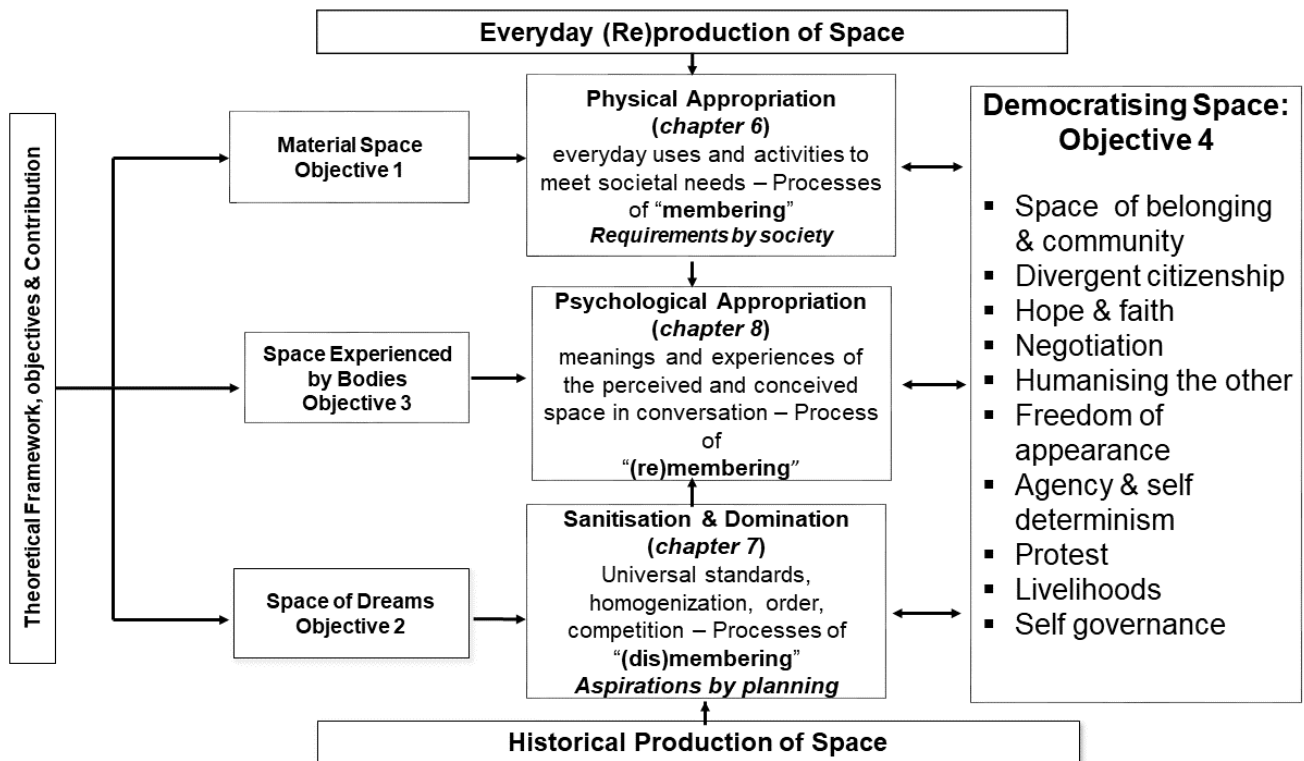 Everyday (Re)production of Space
Theoretical Framework, objectives & Contribution
Material Space
Objective 1
Physical Appropriation
(chapter 6)
everyday uses and activities to
meet societal needs – Processes
of “membering”
Requirements by society
Space Experienced
by Bodies
Objective 3
Psychological Appropriation
(chapter 8)
meanings and experiences of
the perceived and conceived
space in conversation – Process
of
“(re)membering”
Space of Dreams
Objective 2
Sanitisation & Domination
(chapter 7)
Universal standards,
homogenization, order,
competition – Processes of
“(dis)membering”
Aspirations by planning
Democratising Space:
Objective 4
▪ Space of belonging
& community
▪ Divergent citizenship
▪ Hope & faith
▪ Negotiation
▪ Humanising the other
▪ Freedom of
appearance
▪ Agency & self
determinism
▪ Protest
▪ Livelihoods
▪ Self governance
Historical Production of Space